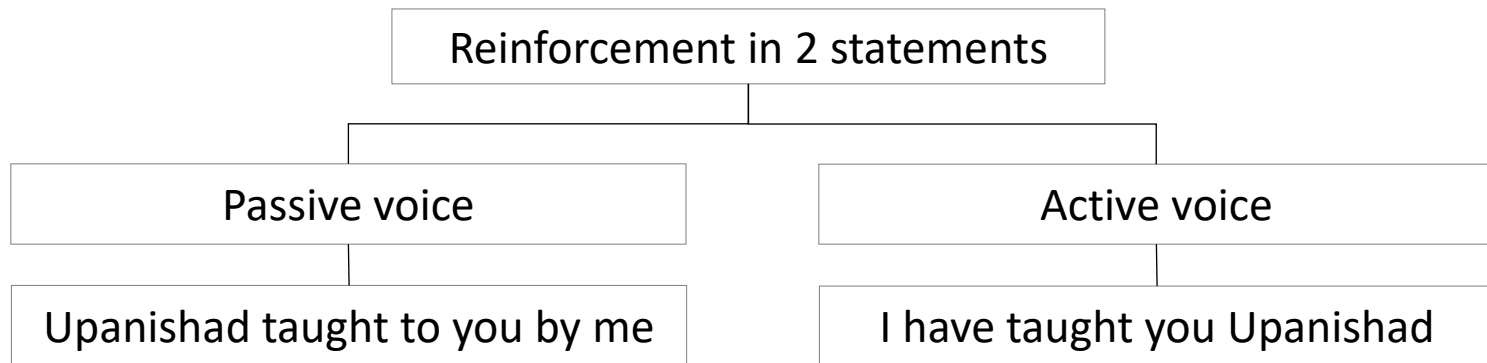 Reinforcement in 2 statements
Passive voice
Active voice
Upanishad taught to you by me
I have taught you Upanishad